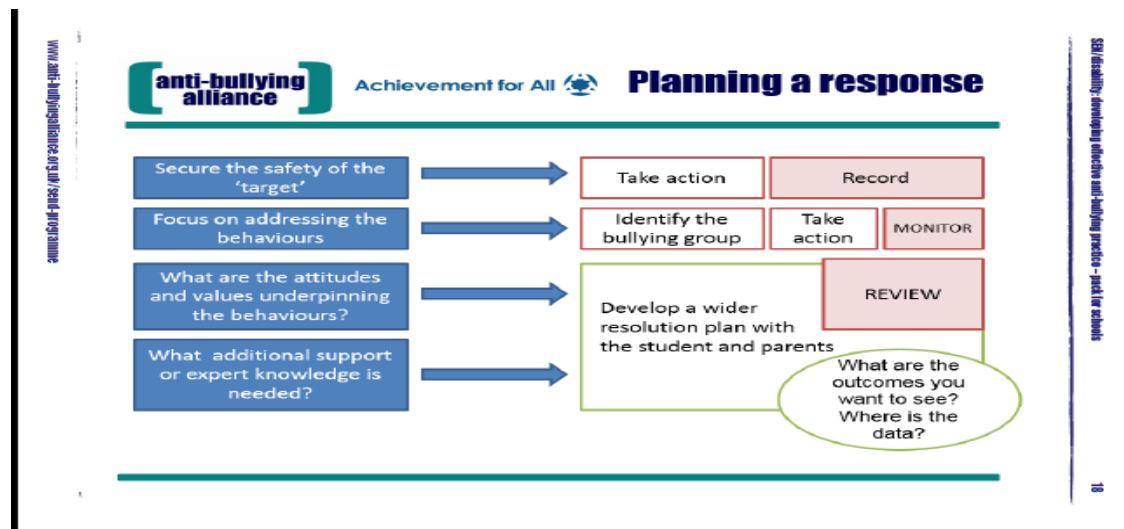 www.anti-bullyingalliance.org.uk/send-programme
anti-bullying
alliance
Achievement for All
Planning a response
Secure the safety of the
‘target’
Take action
Record
Focus on addressing the
behaviours
Identify the
bullying group
Take
action
MONITOR
What are the attitudes
and values underpinning
the behaviours?
What additional support
or expert knowledge is
needed?
Develop a wider
resolution plan with
the student and parents
REVIEW
What are the
outcomes you
want to see?
Where is the
data?
SEN/disability: developing effective anti-bullying practice – pack for schools
18